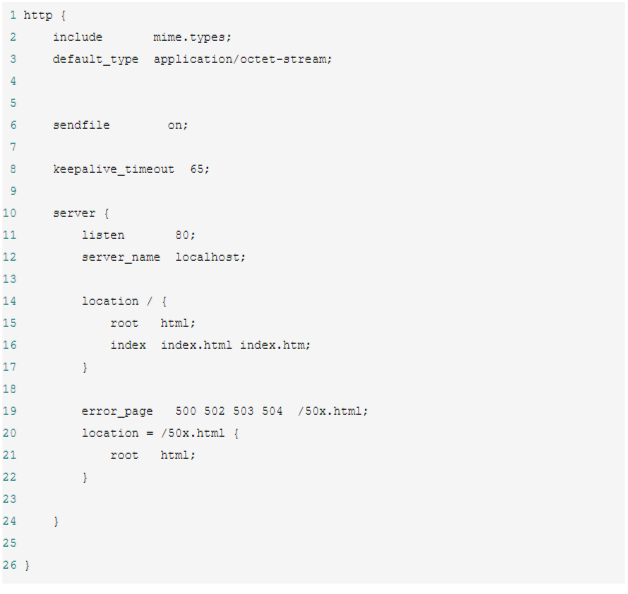 1 http {
2     include       mime.types;
3     default_type  application/octet-stream;
4
5
6     sendfile        on;
7
8     keepalive_timeout  65;
9
10     server {
11         listen       80;
12         server_name  localhost;
13
14         location / {
15             root   html;
16             index  index.html index.htm;
17         }
18
19         error_page   500 502 503 504  /50x.html;
20         location = /50x.html {
21             root   html;
22         }
23
24     }
25
26 }